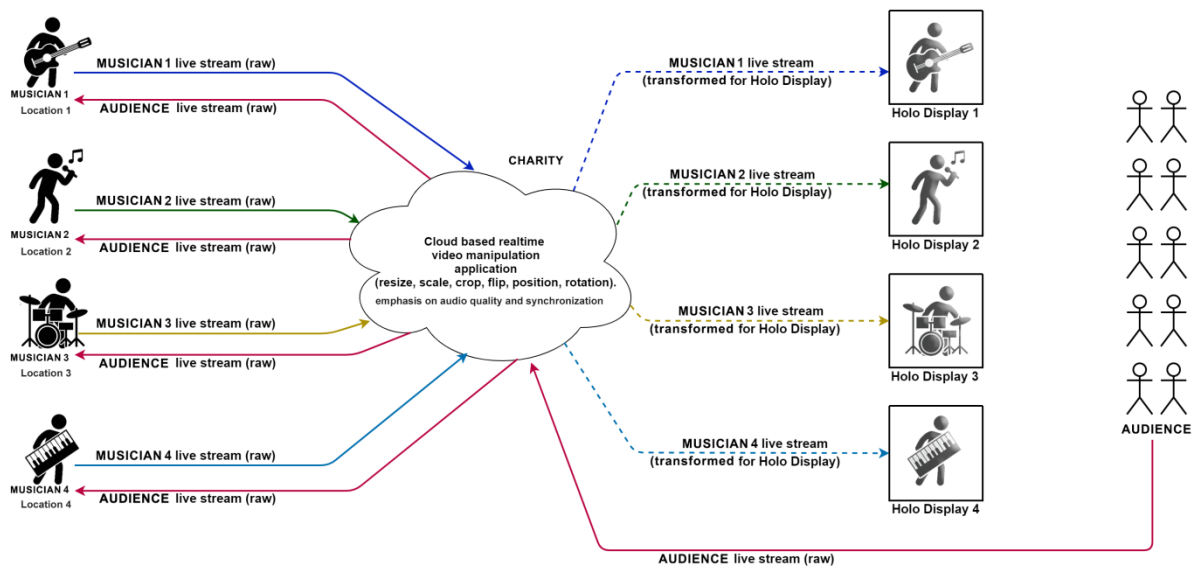 MUSICIAN 1 live stream (raw)
MUSICIAN 1
Location 1
AUDIENCE live stream (raw)
MUSICIAN 2 live stream (raw)
MUSICIAN 2
Location 2
AUDIENCE live stream (raw)
MUSICIAN 3 live stream (raw)
MUSICIAN 3
Location 3
AUDIENCE live stream (raw)
MUSICIAN 4 live stream (raw)
MUSICIAN 4
Location 4
AUDIENCE live stream (raw)
CHARITY
Cloud based realtime
video manipulation
application
(resize, scale, crop, flip, position, rotation).
emphasis on audio quality and synchronization
MUSICIAN 1 live stream
(transformed for Holo Display)
Holo Display 1
MUSICIAN 2 live stream
(transformed for Holo Display)
Holo Display 2
MUSICIAN 3 live stream
(transformed for Holo Display)
Holo Display 3
MUSICIAN 4 live stream
(transformed for Holo Display)
Holo Display 4
AUDIENCE
AUDIENCE live stream (raw)